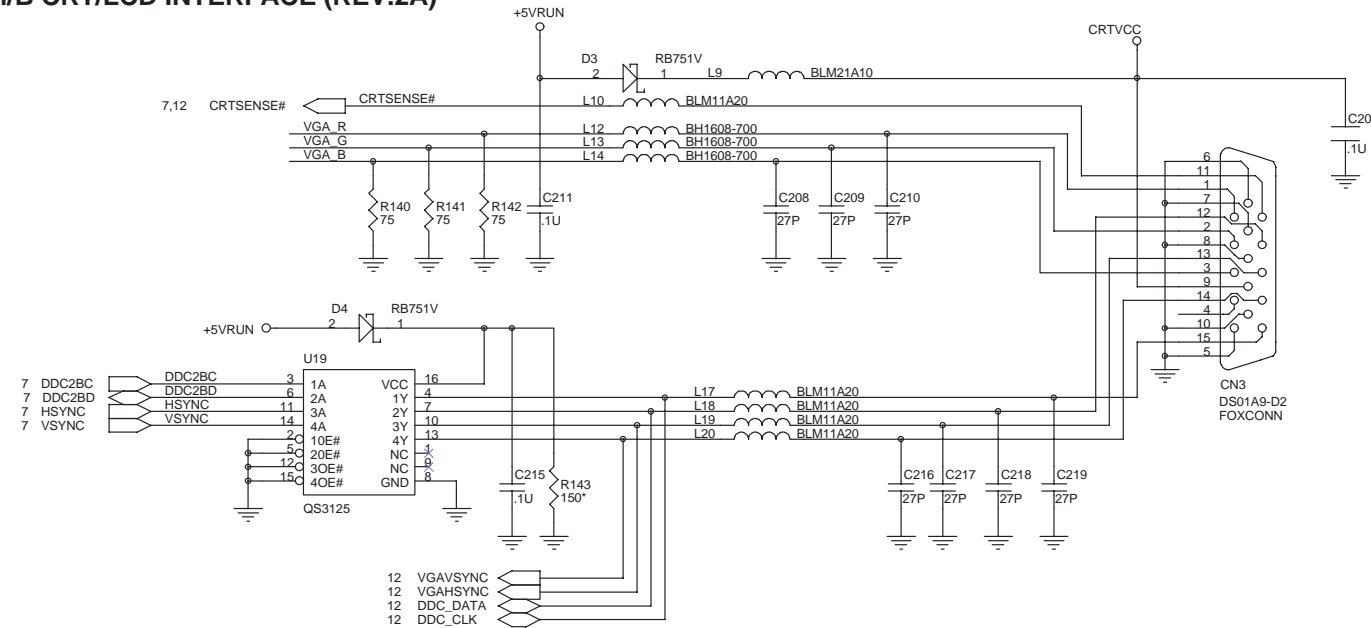 CRT/LCD INTERFACE (REV:2A)
+5VRUN
CRTVCC
D3 RB751V
2 1 L9 BLM21A10
7,12 CRTSENSE# CRTSENSE# L10 BLM11A20
VGA_R L12 BH1608-700
VGA_G L13 BH1608-700
VGA_B L14 BH1608-700
C20
.1U
R140
75
R141
75
R142
75
C211
.1U
C208
27P
C209
27P
C210
27P
6
11
1
7
12
2
8
13
3
9
14
4
10
15
5
CN3
DS01A9-D2
FOXCONN
D4 RB751V
+5VRUN 2 1
U19
7 DDC2BC DDC2BC 3 1A VCC 16
7 DDC2BD DDC2BD 6 2A 1Y 4 L17 BLM11A20
7 HSYNC HSYNC 11 3A 2Y 7 L18 BLM11A20
7 VSYNC VSYNC 14 4A 3Y 10 L19 BLM11A20
2 1OE# 4Y 13 L20 BLM11A20
5 2OE# NC 1
12 3OE# NC 9
15 4OE# GND 8
QS3125
C215
.1U
R143
150*
C216
27P
C217
27P
C218
27P
C219
27P
12 VGAVSYNC
12 VGAHSYNC
12 DDC_DATA
12 DDC_CLK